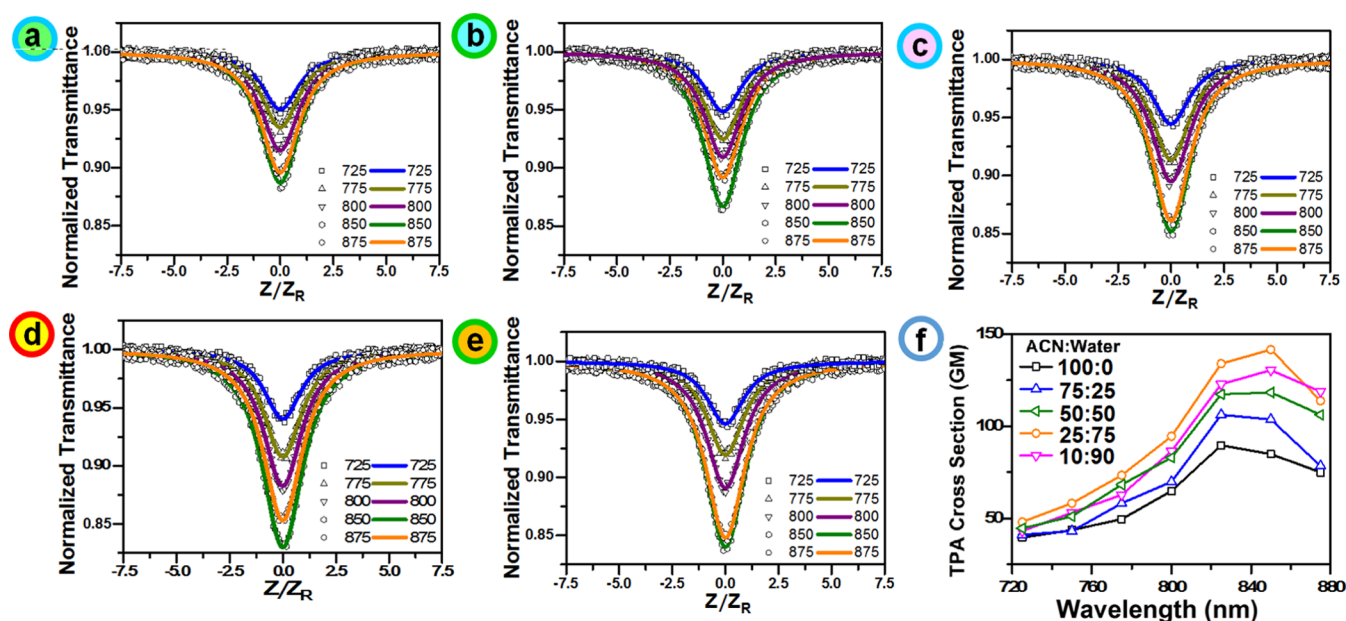 a
Normalized Transmittance
1.00
0.95
0.90
0.85
725 725
775 775
800 800
850 850
875 875
-7.5 -5.0 -2.5 0.0 2.5 5.0 7.5
Z/ZR
b
Normalized Transmittance
1.00
0.95
0.90
0.85
725 725
775 775
800 800
850 850
875 875
-7.5 -5.0 -2.5 0.0 2.5 5.0 7.5
Z/ZR
c
Normalized Transmittance
1.00
0.95
0.90
0.85
725 725
775 775
800 800
850 850
875 875
-7.5 -5.0 -2.5 0.0 2.5 5.0 7.5
Z/ZR
d
Normalized Transmittance
1.00
0.95
0.90
0.85
725 725
775 775
800 800
850 850
875 875
-7.5 -5.0 -2.5 0.0 2.5 5.0 7.5
Z/ZR
e
Normalized Transmittance
1.00
0.95
0.90
0.85
725 725
775 775
800 800
850 850
875 875
-7.5 -5.0 -2.5 0.0 2.5 5.0 7.5
Z/ZR
f
TPA Cross Section (GM)
150
100
50
ACN:Water
100:0
75:25
50:50
25:75
10:90
720 760 800 840 880
Wavelength (nm)